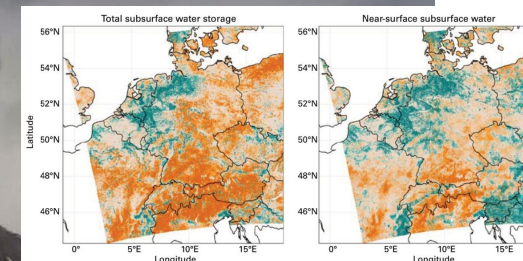 Total subsurface water storage
Near-surface subsurface water
56°N
54°N
52°N
50°N
48°N
46°N
Latitude
0°
5°E
10°E
15°E
Longitude
56°N
54°N
52°N
50°N
48°N
46°N
0°
5°E
10°E
15°E
Longitude